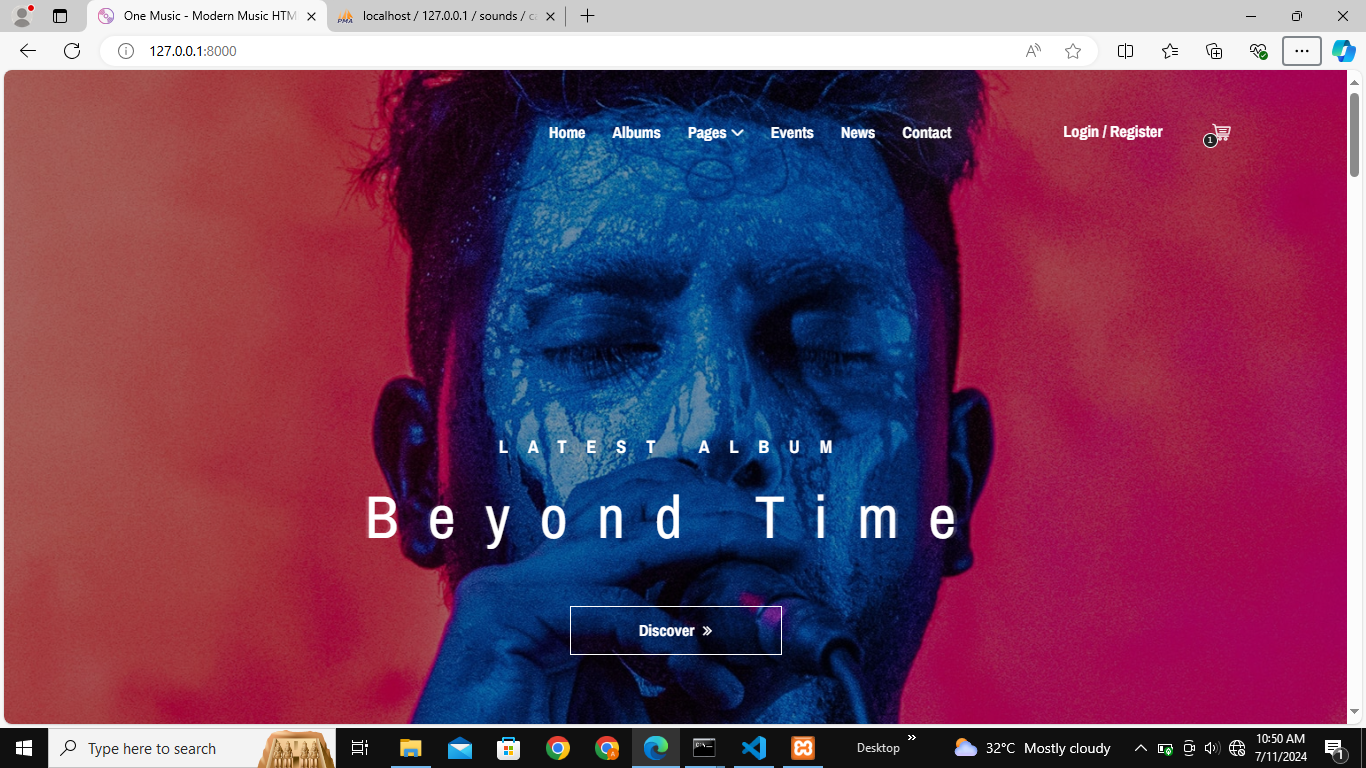 One Music - Modern Music HTM
localhost / 127.0.0.1 / sounds / ca
127.0.0.1:8000
Home
Albums
Pages
Events
News
Contact
Login / Register
1
LATEST ALBUM
Beyond Time
Discover »
Type here to search
Desktop
32°C Mostly cloudy
10:50 AM
7/11/2024
1